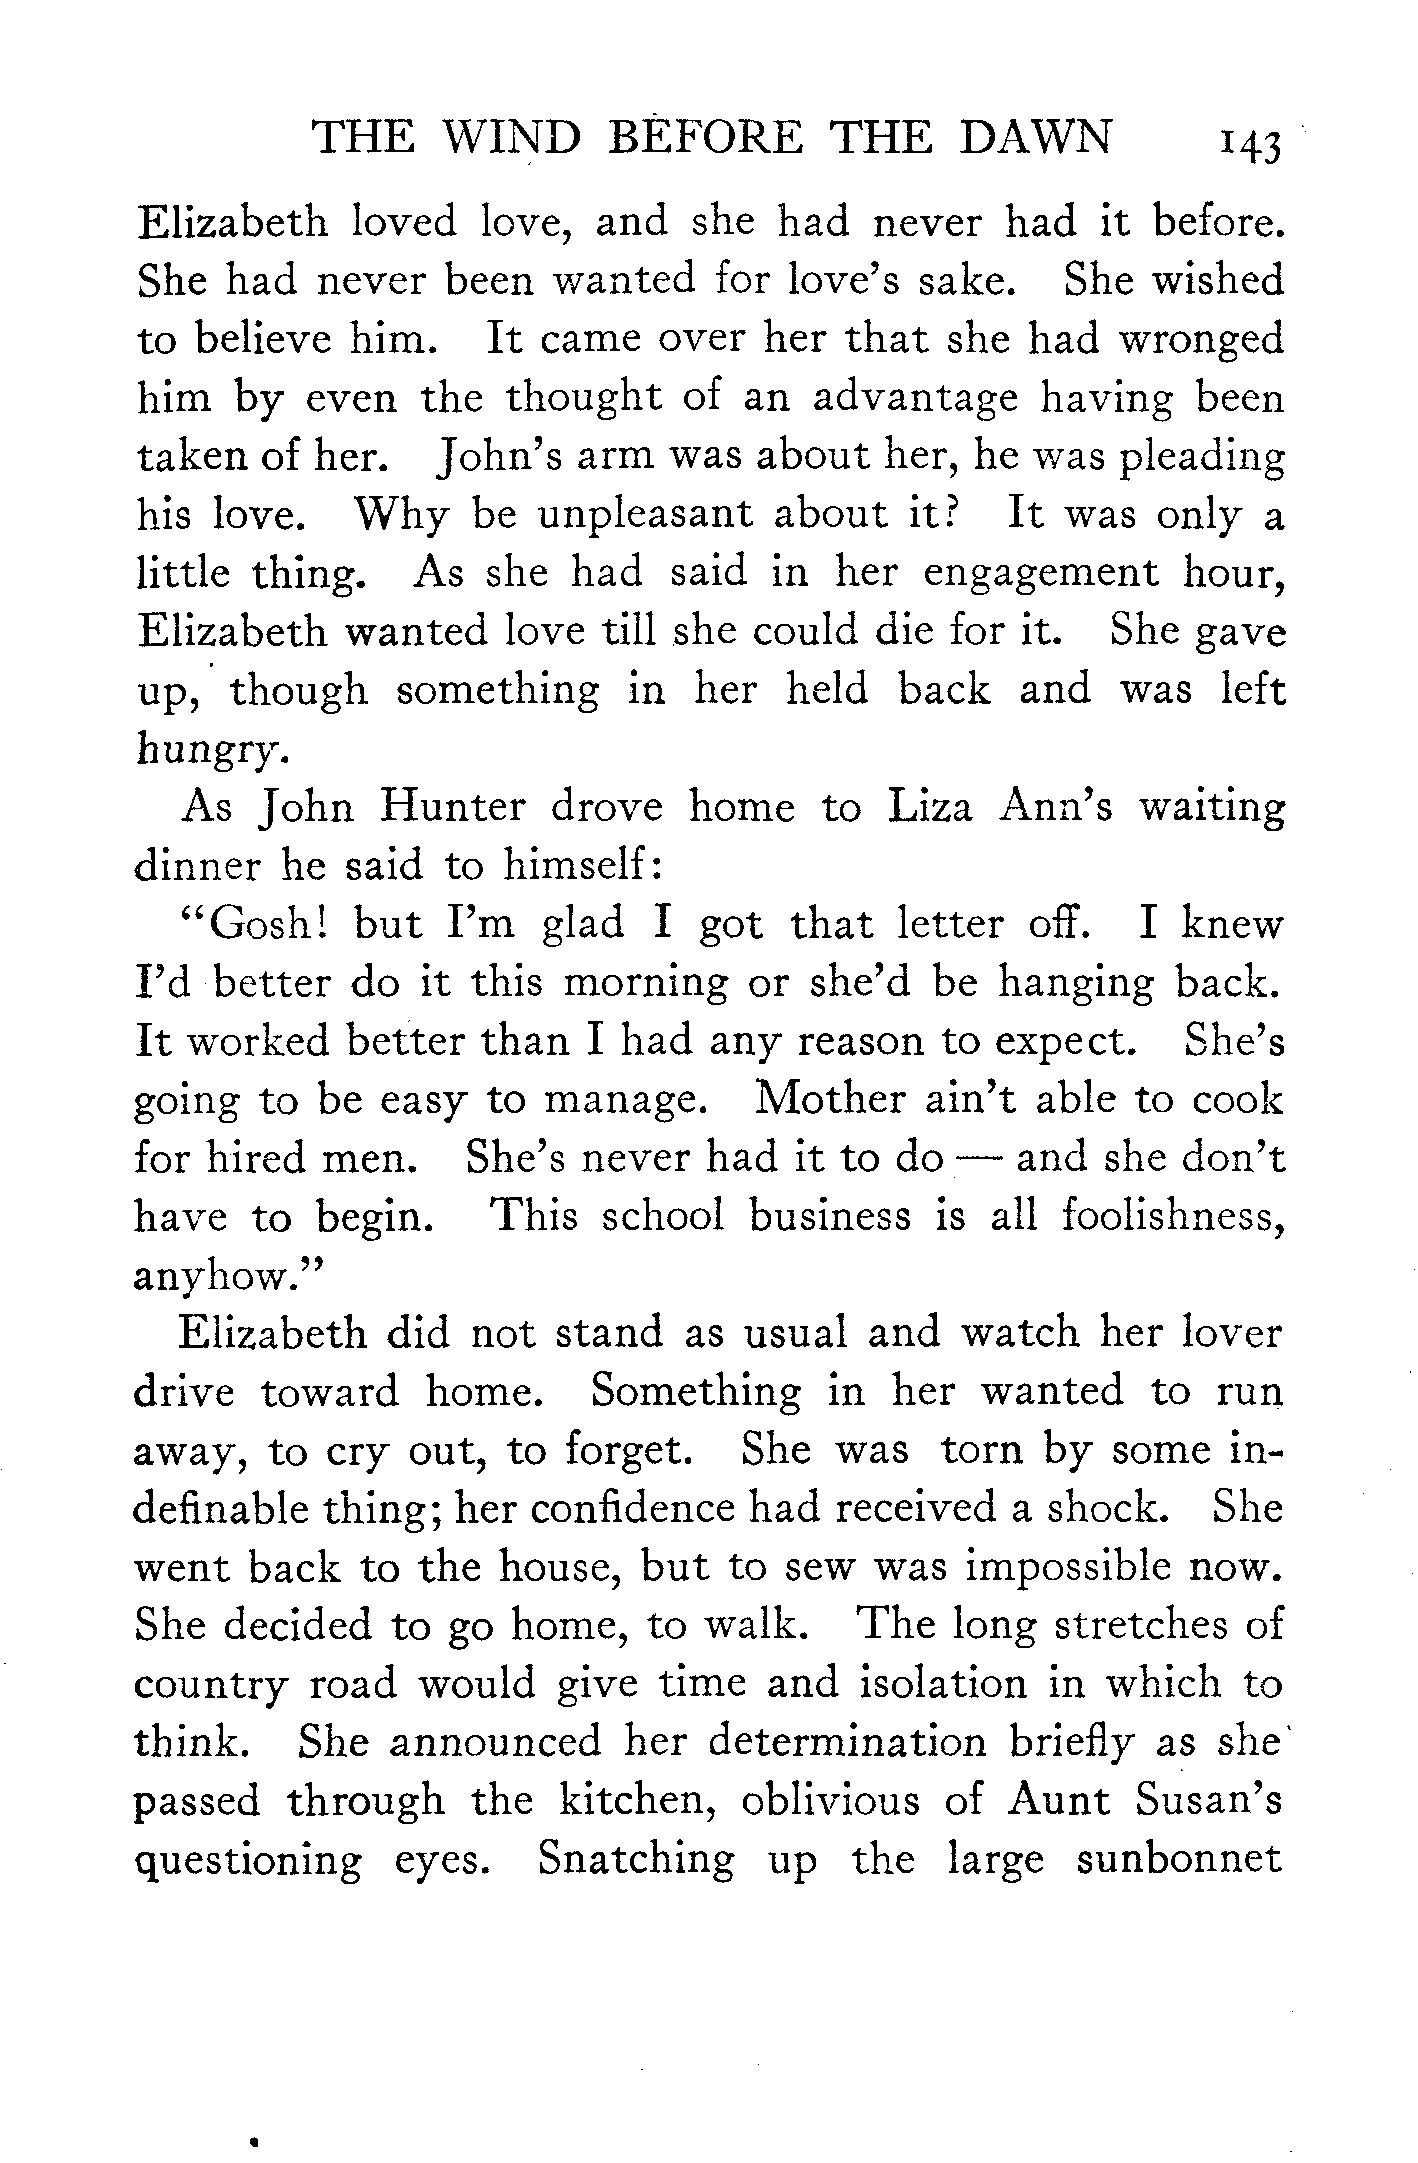 THE WIND BEFORE THE DAWN 143
Elizabeth loved love, and she had never had it before.
She had never been wanted for love's sake. She wished
to believe him. It came over her that she had wronged
him by even the thought of an advantage having been
taken of her. John's arm was about her, he was pleading
his love. Why be unpleasant about it? It was only a
little thing. As she had said in her engagement hour,
Elizabeth wanted love till she could die for it. She gave
up, though something in her held back and was left
hungry.
As John Hunter drove home to Liza Ann's waiting
dinner he said to himself:
"Gosh! but I'm glad I got that letter off. I knew
I'd better do it this morning or she'd be hanging back.
It worked better than I had any reason to expect. She's
going to be easy to manage. Mother ain't able to cook
for hired men. She's never had it to do — and she don't
have to begin. This school business is all foolishness,
anyhow."
Elizabeth did not stand as usual and watch her lover
drive toward home. Something in her wanted to run
away, to cry out, to forget. She was torn by some in-
definable thing; her confidence had received a shock. She
went back to the house, but to sew was impossible now.
She decided to go home, to walk. The long stretches of
country road would give time and isolation in which to
think. She announced her determination briefly as she
passed through the kitchen, oblivious of Aunt Susan's
questioning eyes. Snatching up the large sunbonnet